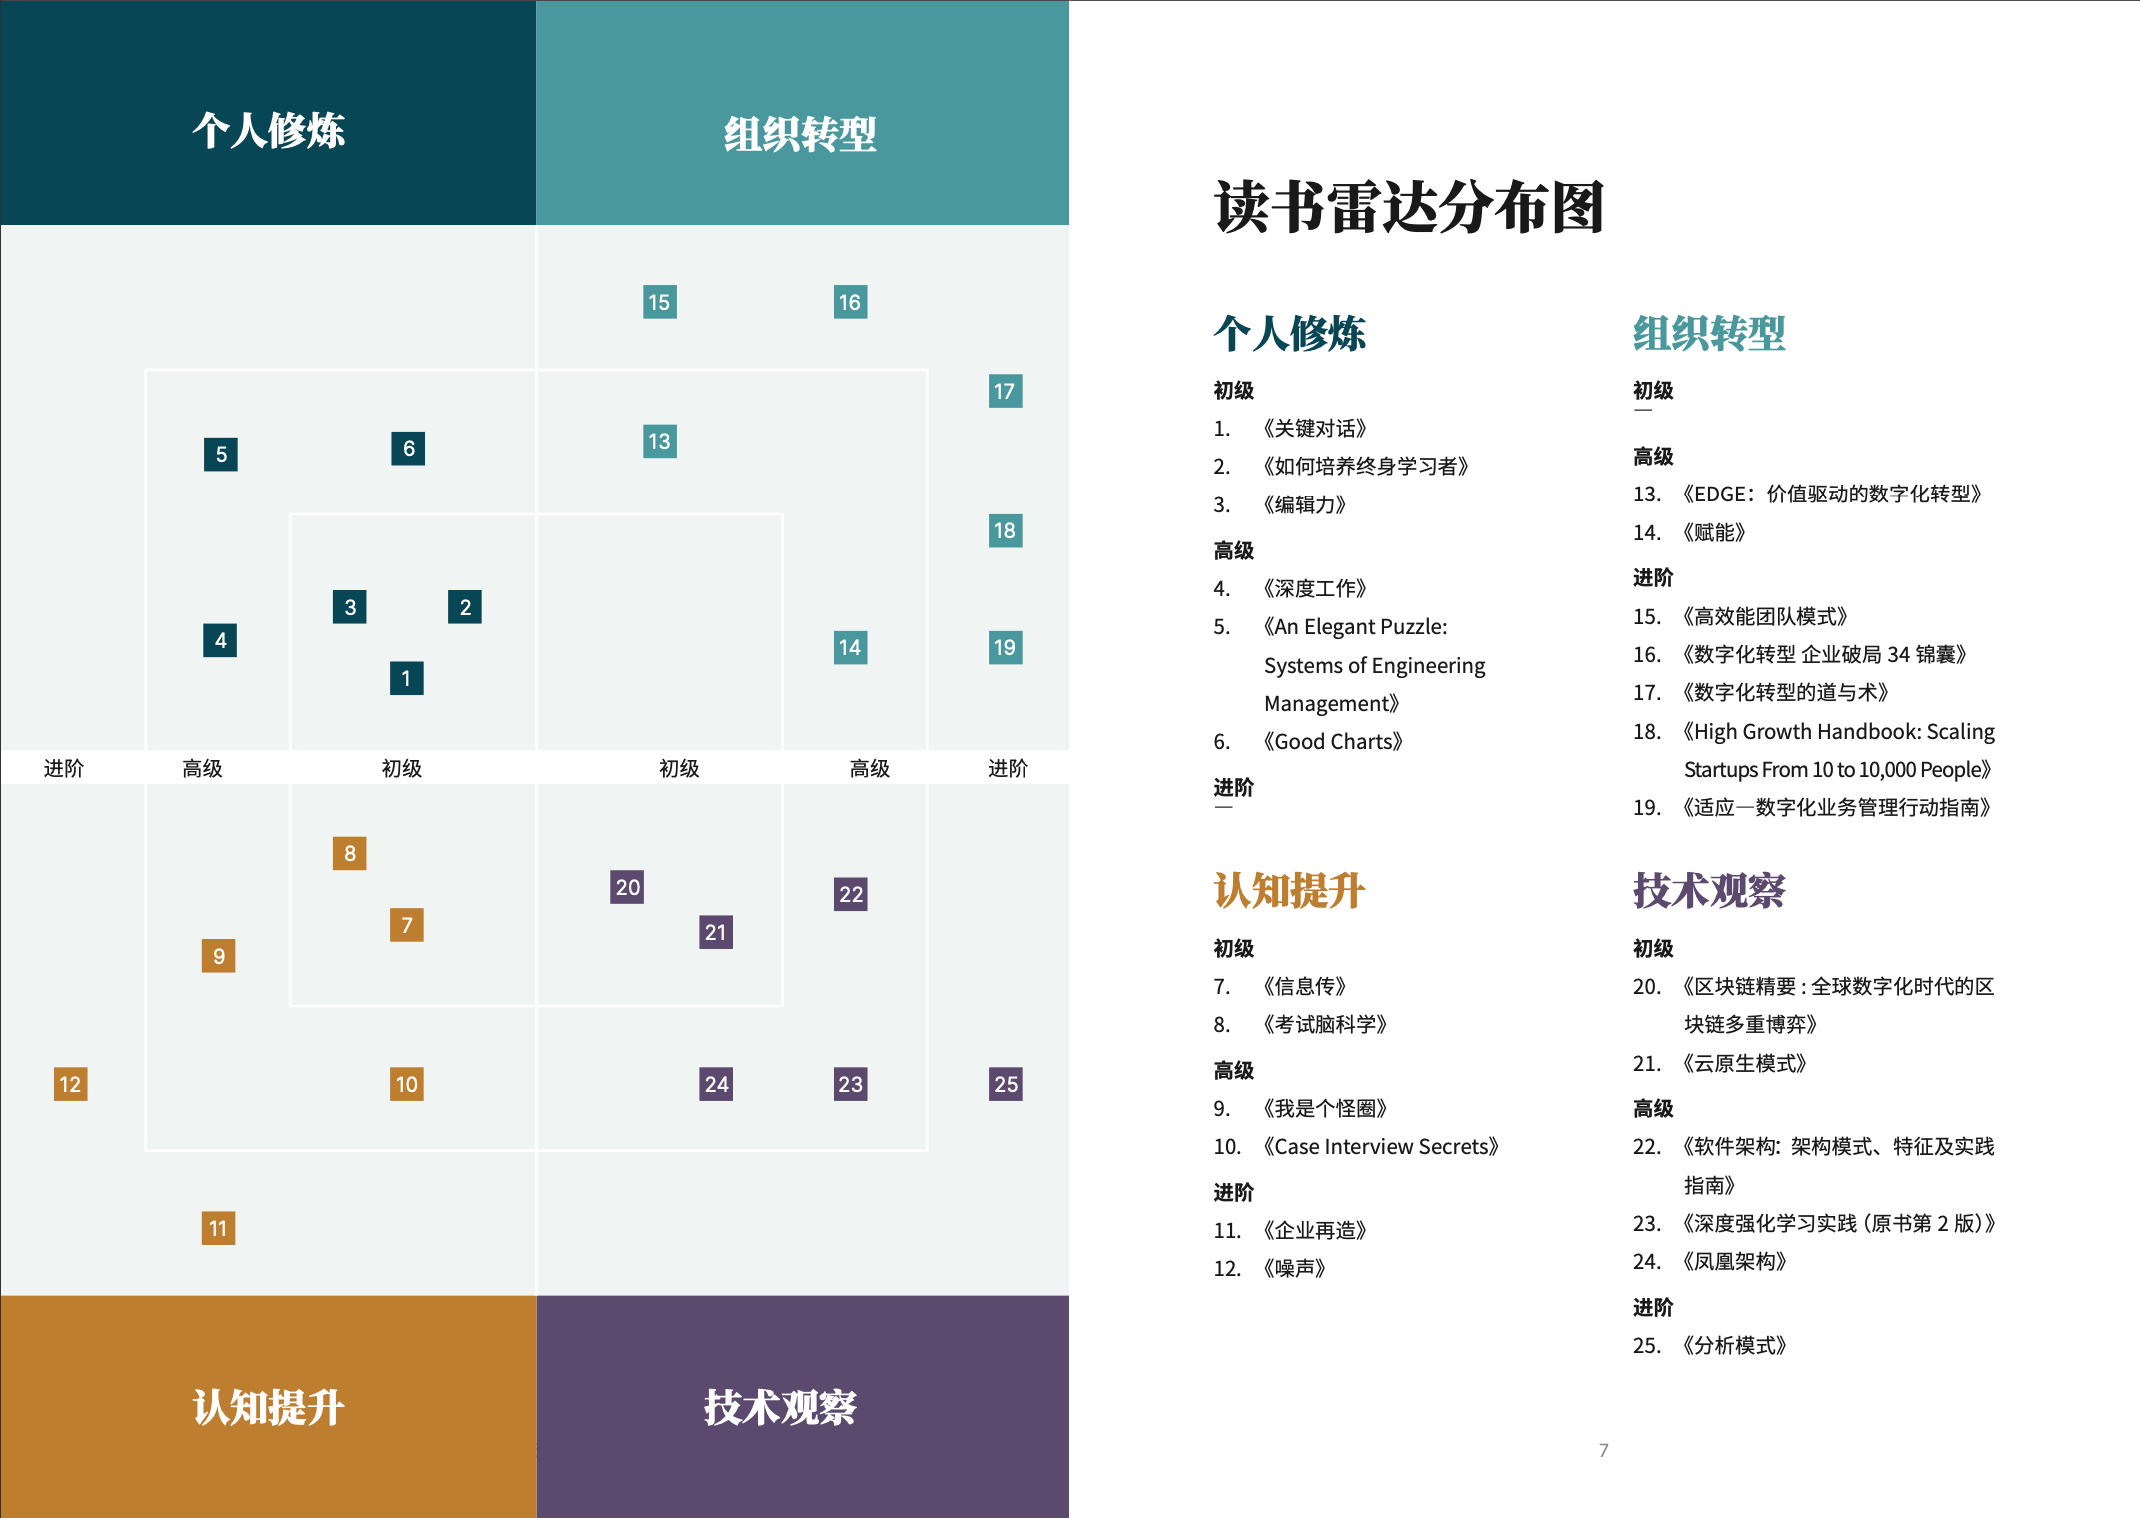 个人修炼
组织转型
15
16
17
5
6
13
18
3
2
4
14
19
1
进阶
高级
初级
初级
高级
进阶
8
20
22
7
21
9
12
10
24
23
25
11
认知提升
技术观察
读书雷达分布图
个人修炼
初级
1. 《关键对话》
2. 《如何培养终身学习者》
3. 《编辑力》
高级
4. 《深度工作》
5. 《An Elegant Puzzle:
Systems of Engineering
Management》
6. 《Good Charts》
进阶
—
组织转型
初级
—
高级
13. 《EDGE：价值驱动的数字化转型》
14. 《赋能》
进阶
15. 《高效能团队模式》
16. 《数字化转型 企业破局 34 锦囊》
17. 《数字化转型的道与术》
18. 《High Growth Handbook: Scaling
Startups From 10 to 10,000 People》
19. 《适应—数字化业务管理行动指南》
认知提升
初级
7. 《信息传》
8. 《考试脑科学》
高级
9. 《我是个怪圈》
10. 《Case Interview Secrets》
进阶
11. 《企业再造》
12. 《噪声》
技术观察
初级
20. 《区块链精要 : 全球数字化时代的区
块链多重博弈》
21. 《云原生模式》
高级
22. 《软件架构：架构模式、特征及实践
指南》
23. 《深度强化学习实践（原书第 2 版）》
24. 《凤凰架构》
进阶
25. 《分析模式》
7